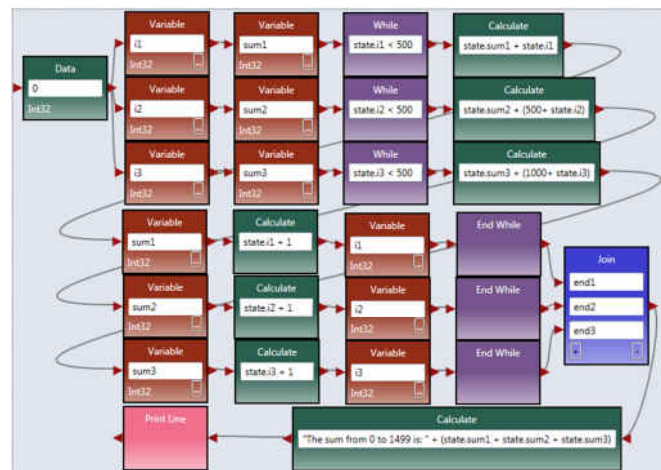 Data
0
Int32
Variable
i1
Int32
Variable
sum1
Int32
While
state.i1 < 500
Calculate
state.sum1 + state.i1
Variable
i2
Int32
Variable
sum2
Int32
While
state.i2 < 500
Calculate
state.sum2 + (500+ state.i2)
Variable
i3
Int32
Variable
sum3
Int32
While
state.i3 < 500
Calculate
state.sum3 + (1000+ state.i3)
Variable
sum1
Int32
Calculate
state.i1 + 1
Variable
i1
Int32
End While
Variable
sum2
Int32
Calculate
state.i2 + 1
Variable
i2
Int32
End While
Variable
sum3
Int32
Calculate
state.i3 + 1
Variable
i3
Int32
End While
Join
end1
end2
end3
+
-
Print Line
Calculate
"The sum from 0 to 1499 is: " + (state.sum1 + state.sum2 + state.sum3)